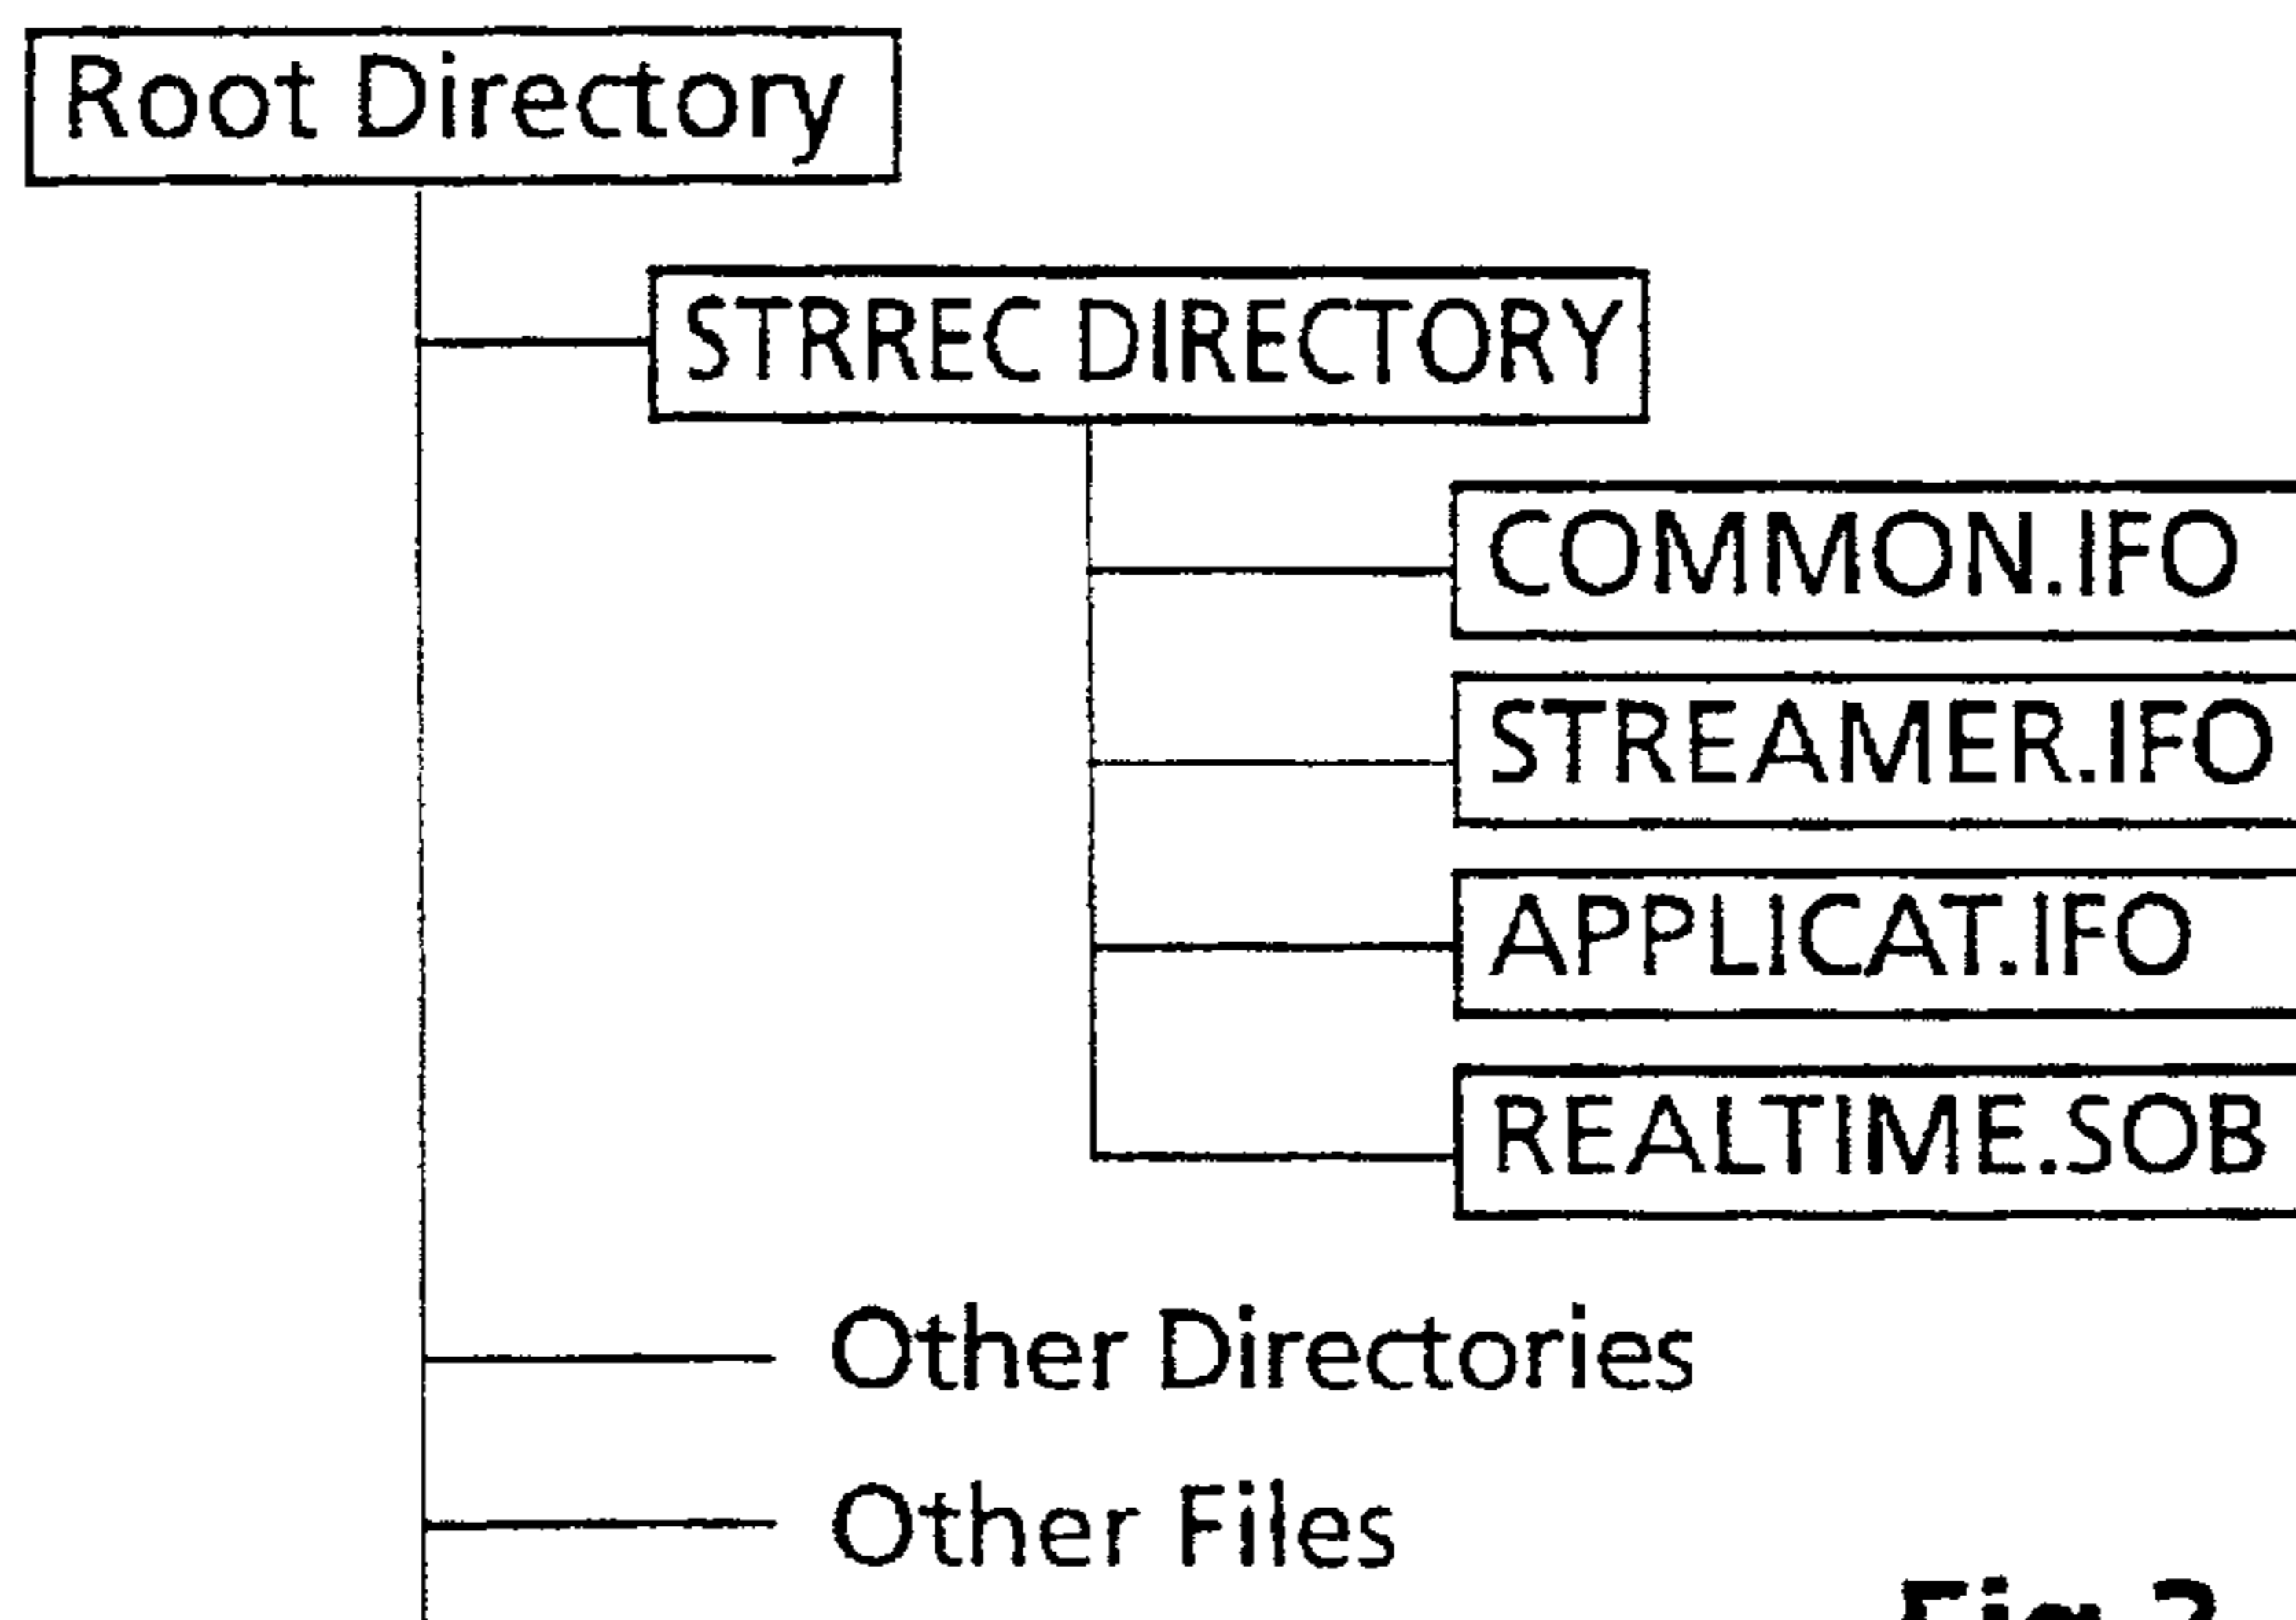 Root Directory
STRREC DIRECTORY
COMMON.IFO
STREAMER.IFO
APPLICAT.IFO
REALTIME.SOB
Other Directories
Other Files